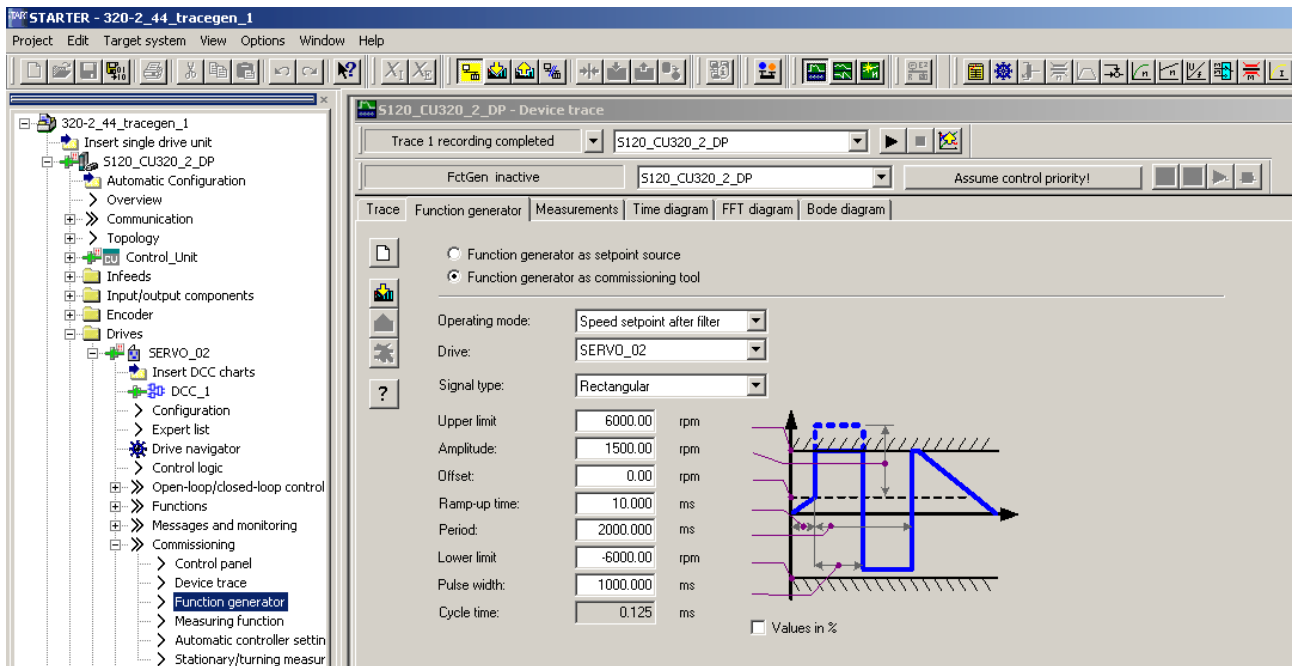 STARTER - 320-2_44_tracegen_1
Project Edit Target system View Options Window Help
320-2_44_tracegen_1
Insert single drive unit
S120_CU320_2_DP
Automatic Configuration
Overview
Communication
Topology
Control_Unit
Infeeds
Input/output components
Encoder
Drives
SERVO_02
Insert DCC charts
DCC_1
Configuration
Expert list
Drive navigator
Control logic
Open-loop/closed-loop control
Functions
Messages and monitoring
Commissioning
Control panel
Device trace
Function generator
Measuring function
Automatic controller settin
Stationary/turning measur
S120_CU320_2_DP - Device trace
Trace 1 recording completed S120_CU320_2_DP
FctGen inactive S120_CU320_2_DP Assume control priority!
Trace Function generator Measurements Time diagram FFT diagram Bode diagram
Function generator as setpoint source
Function generator as commissioning tool
Operating mode: Speed setpoint after filter
Drive: SERVO_02
Signal type: Rectangular
Upper limit 6000.00 rpm
Amplitude: 1500.00 rpm
Offset: 0.00 rpm
Ramp-up time: 10.000 ms
Period: 2000.000 ms
Lower limit -6000.00 rpm
Pulse width: 1000.000 ms
Cycle time: 0.125 ms
Values in %